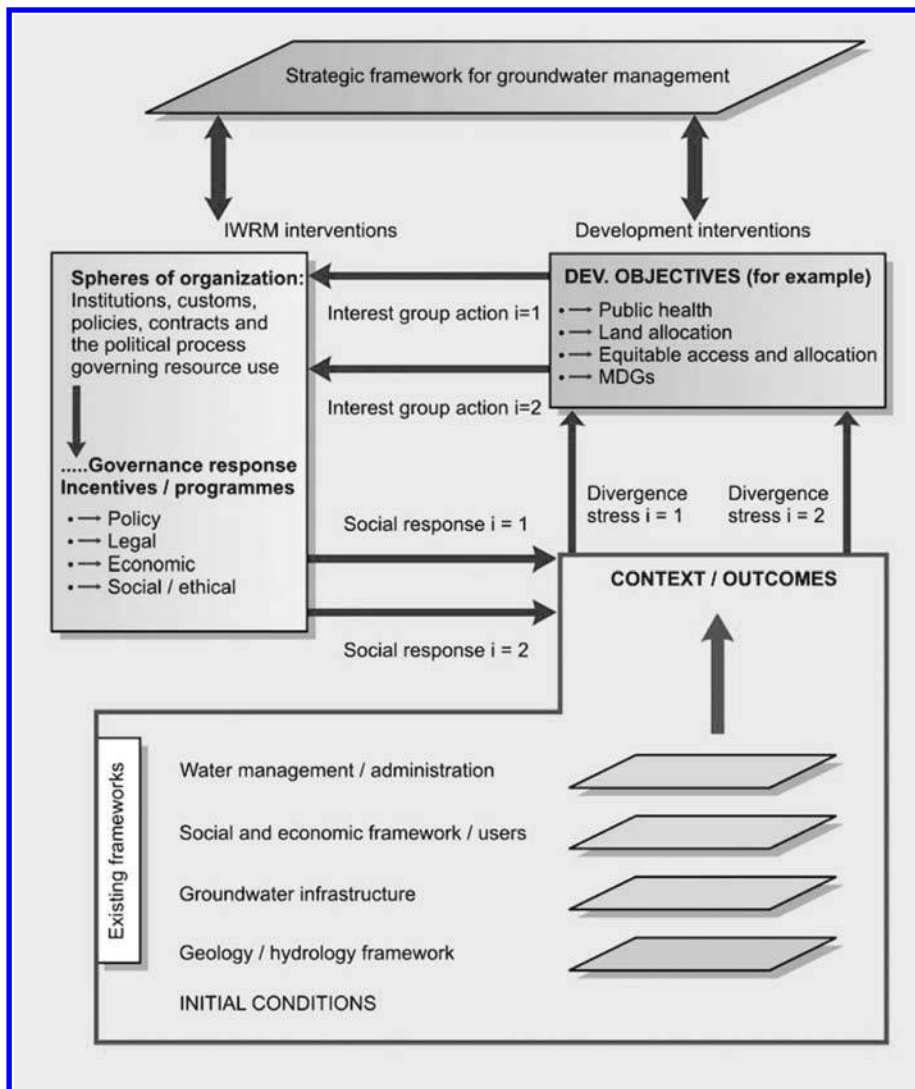 Strategic framework for groundwater management
IWRM interventions
Development interventions
Spheres of organization:
Institutions, customs,
policies, contracts and
the political process
governing resource use
.....Governance response
Incentives / programmes
• Policy
• Legal
• Economic
• Social / ethical
Interest group action i=1
Interest group action i=2
DEV. OBJECTIVES (for example)
• Public health
• Land allocation
• Equitable access and allocation
• MDGs
Divergence
stress i = 1
Divergence
stress i = 2
Social response i = 1
Social response i = 2
CONTEXT / OUTCOMES
Existing frameworks
Water management / administration
Social and economic framework / users
Groundwater infrastructure
Geology / hydrology framework
INITIAL CONDITIONS